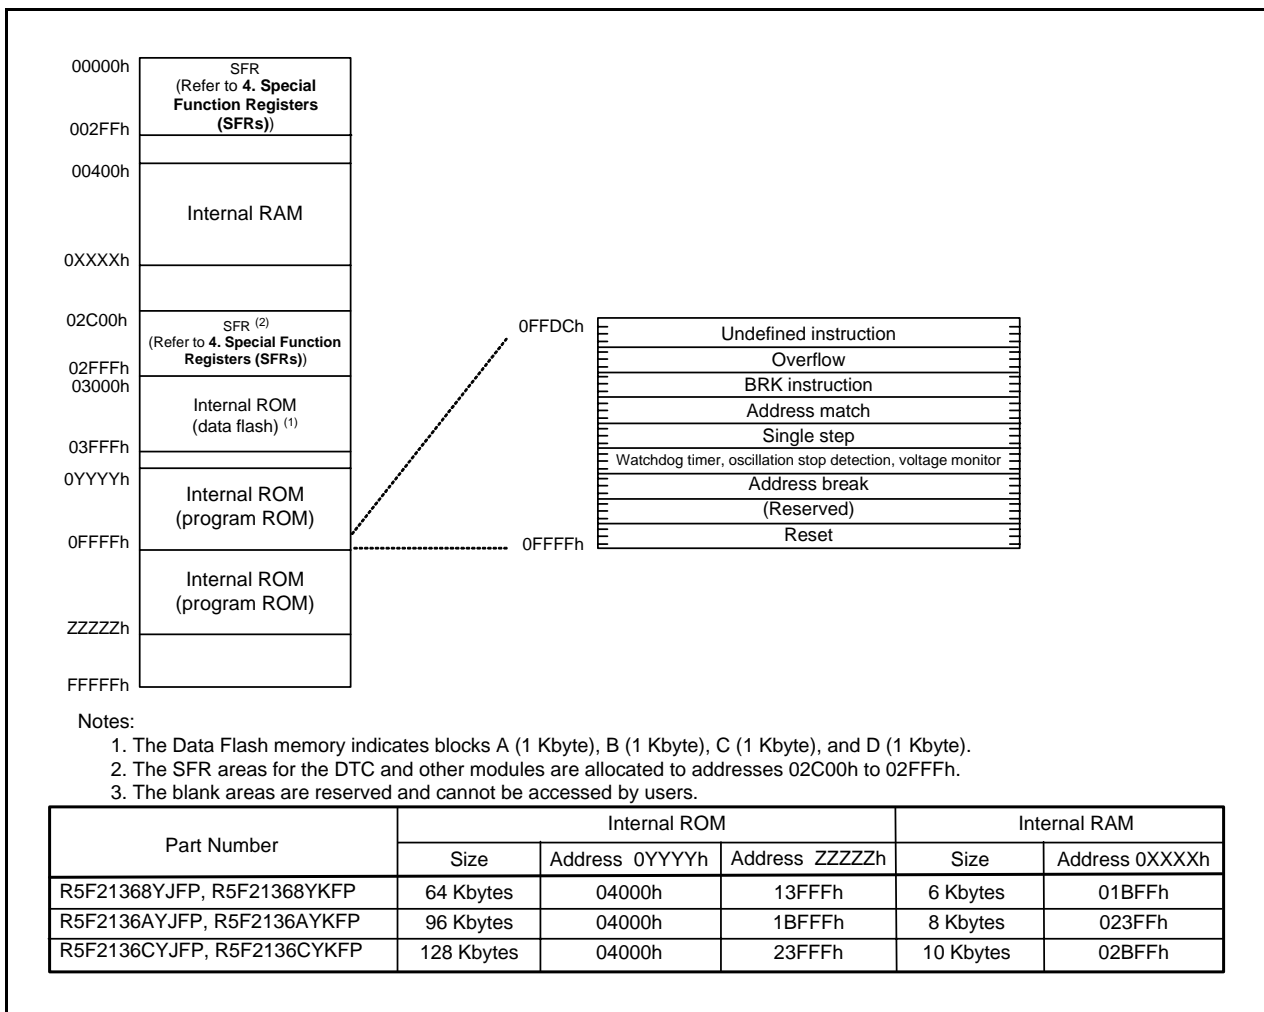 00000h
SFR
(Refer to 4. Special
Function Registers
(SFRs))
002FFh
00400h
Internal RAM
0XXXXh
02C00h
SFR (2)
(Refer to 4. Special Function
Registers (SFRs))
02FFFh
03000h
Internal ROM
(data flash) (1)
03FFFh
0YYYYh
Internal ROM
(program ROM)
0FFFFh
Internal ROM
(program ROM)
ZZZZZh
FFFFFh
0FFDCh
Undefined instruction
Overflow
BRK instruction
Address match
Single step
Watchdog timer, oscillation stop detection, voltage monitor
Address break
(Reserved)
Reset
0FFFFh
Notes:
1. The Data Flash memory indicates blocks A (1 Kbyte), B (1 Kbyte), C (1 Kbyte), and D (1 Kbyte).
2. The SFR areas for the DTC and other modules are allocated to addresses 02C00h to 02FFFh.
3. The blank areas are reserved and cannot be accessed by users.
Part Number Internal ROM Internal RAM
Size Address 0YYYYh Address ZZZZZh Size Address 0XXXXh
R5F21368YJFP, R5F21368YKFP 64 Kbytes 04000h 13FFFh 6 Kbytes 01BFFh
R5F2136AYJFP, R5F2136AYKFP 96 Kbytes 04000h 1BFFFh 8 Kbytes 023FFh
R5F2136CYJFP, R5F2136CYKFP 128 Kbytes 04000h 23FFFh 10 Kbytes 02BFFh